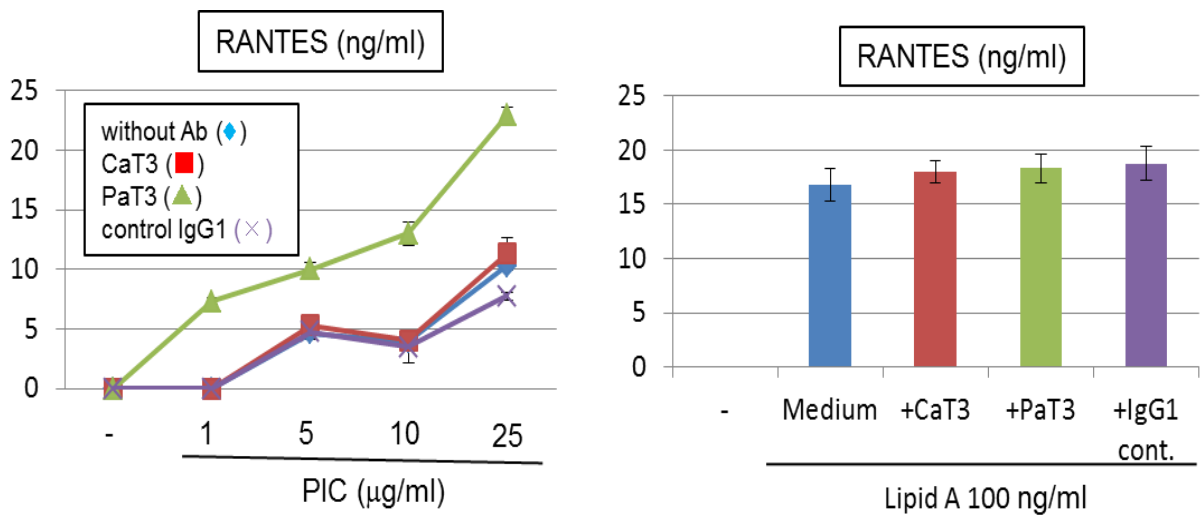 RANTES (ng/ml)
25
20
15
10
5
0
without Ab (♦)
CaT3 (■)
PaT3 (▲)
control IgG1 (×)
- 1 5 10 25
PIC (μg/ml)
RANTES (ng/ml)
25
20
15
10
5
0
- Medium +CaT3 +PaT3 +IgG1
cont.
Lipid A 100 ng/ml